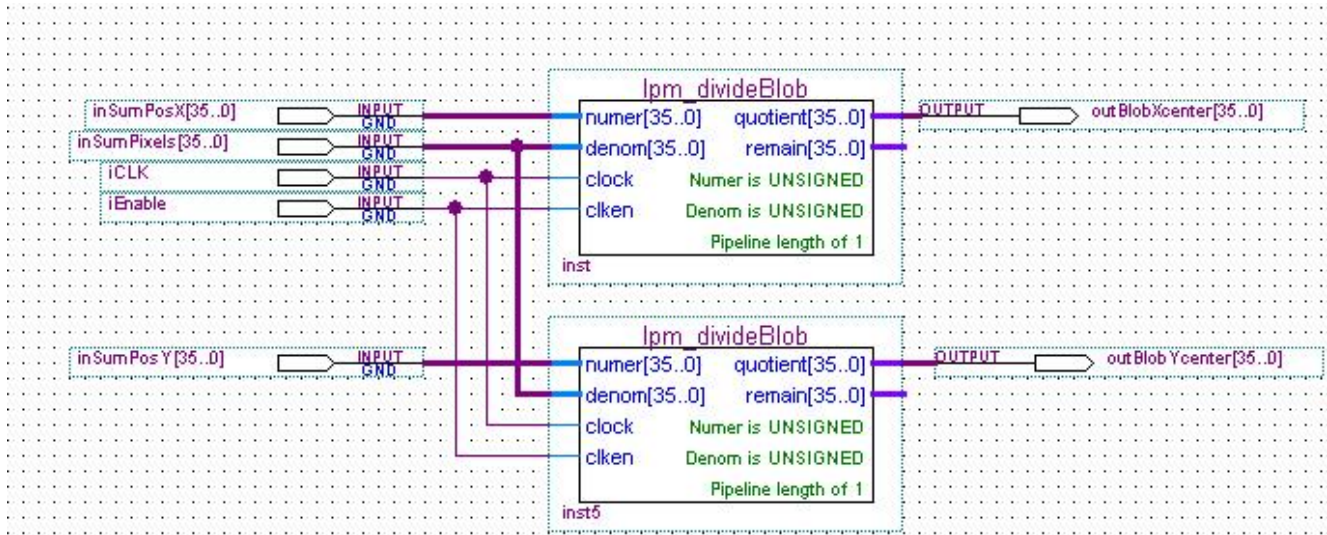 lpm_divideBlob
inSumPosX[35..0] INPUT GND numer[35..0] quotient[35..0] OUTPUT outBlobXcenter[35..0]
inSumPixels[35..0] INPUT GND denom[35..0] remain[35..0]
iCLK INPUT GND clock Numer is UNSIGNED
iEnable INPUT GND clken Denom is UNSIGNED
Pipeline length of 1
inst
lpm_divideBlob
inSumPosY[35..0] INPUT GND numer[35..0] quotient[35..0] OUTPUT outBlobYcenter[35..0]
denom[35..0] remain[35..0]
clock Numer is UNSIGNED
clken Denom is UNSIGNED
Pipeline length of 1
inst5